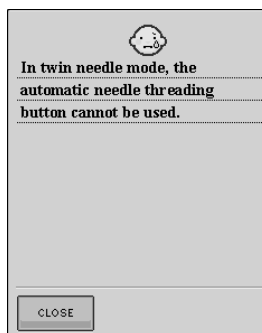 In twin needle mode, the
automatic needle threading
button cannot be used.
CLOSE